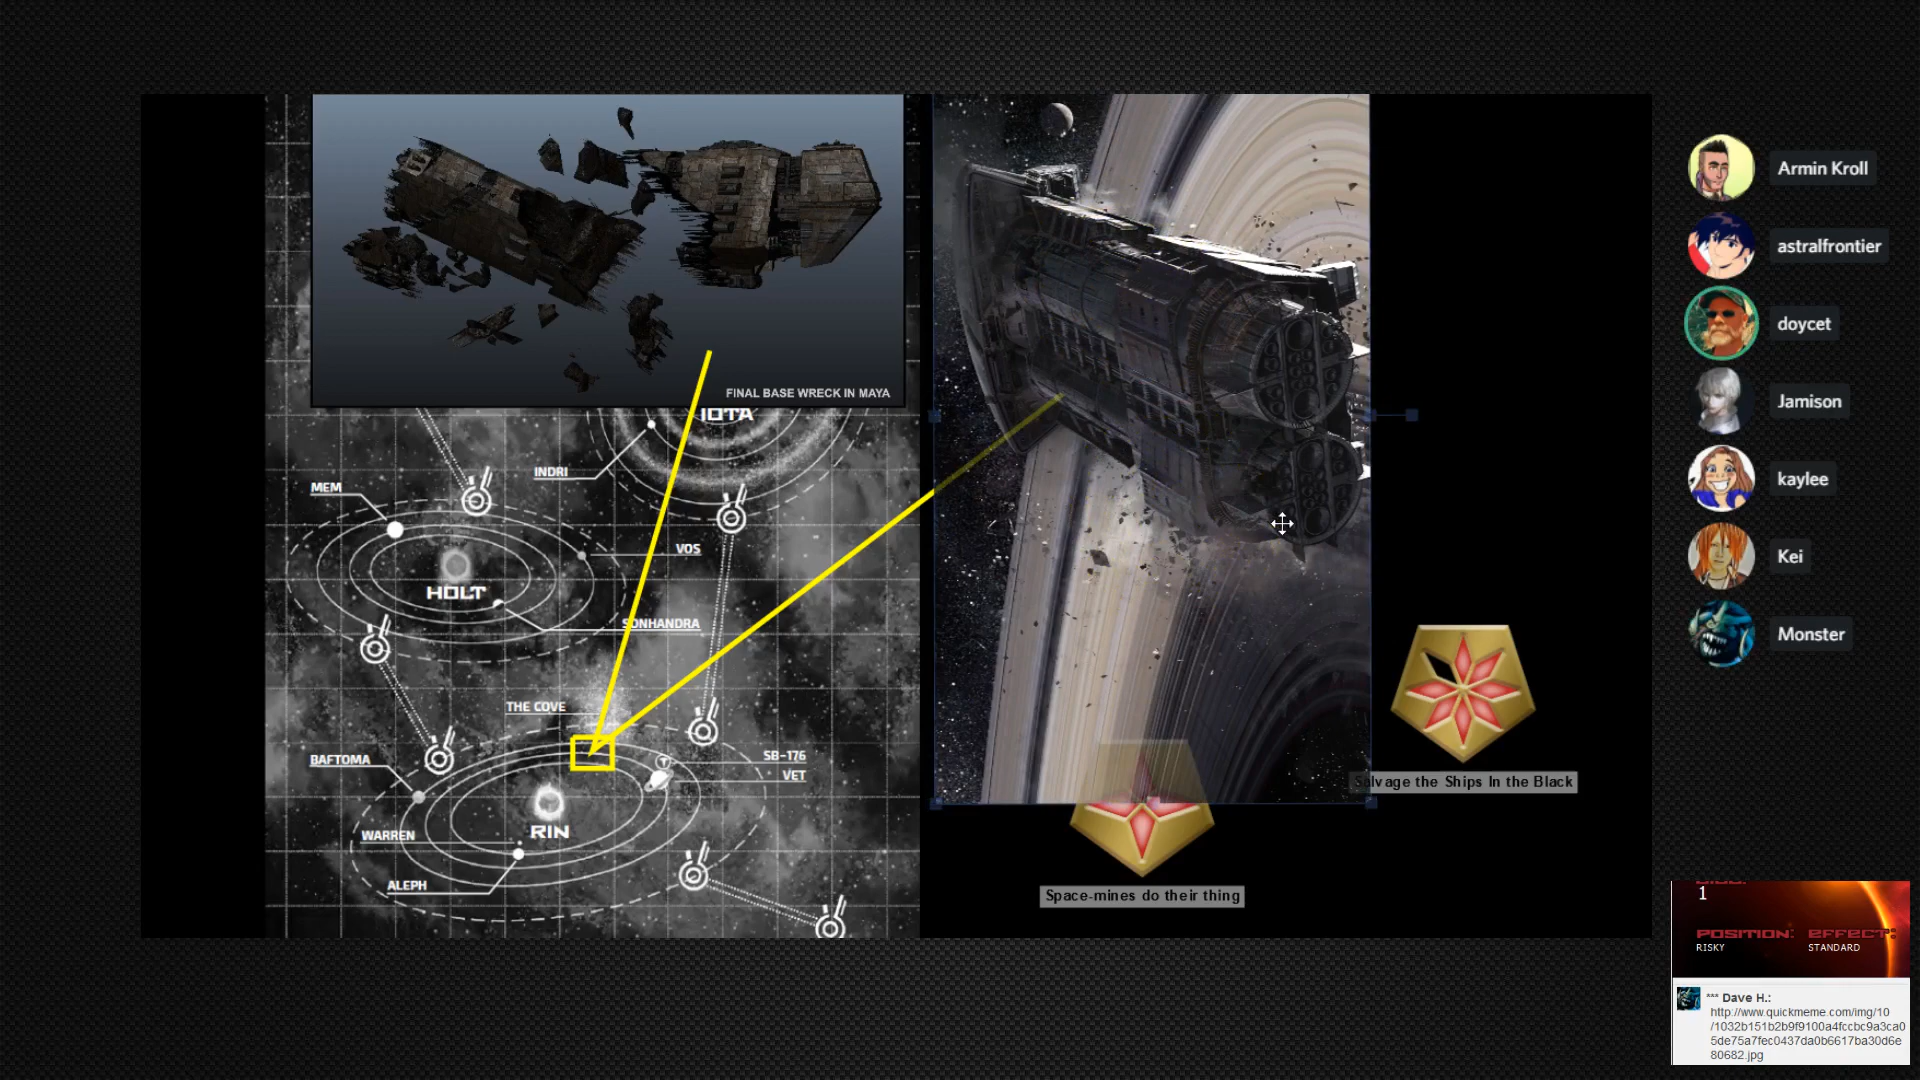 FINAL BASE WRECK IN MAYA
IOTA
INDRI
MEM
VOS
HOLT
SONHANDRA
THE COVE
BAFTOMA
SB-176
VET
RIN
WARREN
ALEPH
Salvage the Ships In the Black
Space-mines do their thing
Armin Kroll
astralfrontier
doycet
Jamison
kaylee
Kei
Monster
1
POSITION: EFFECT:
RISKY STANDARD
*** Dave H.:
http://www.quickmeme.com/img/10
/1032b151b2b9f9100a4fccbc9a3ca0
5de75a7fec0437da0b6617ba30d6e
80682.jpg